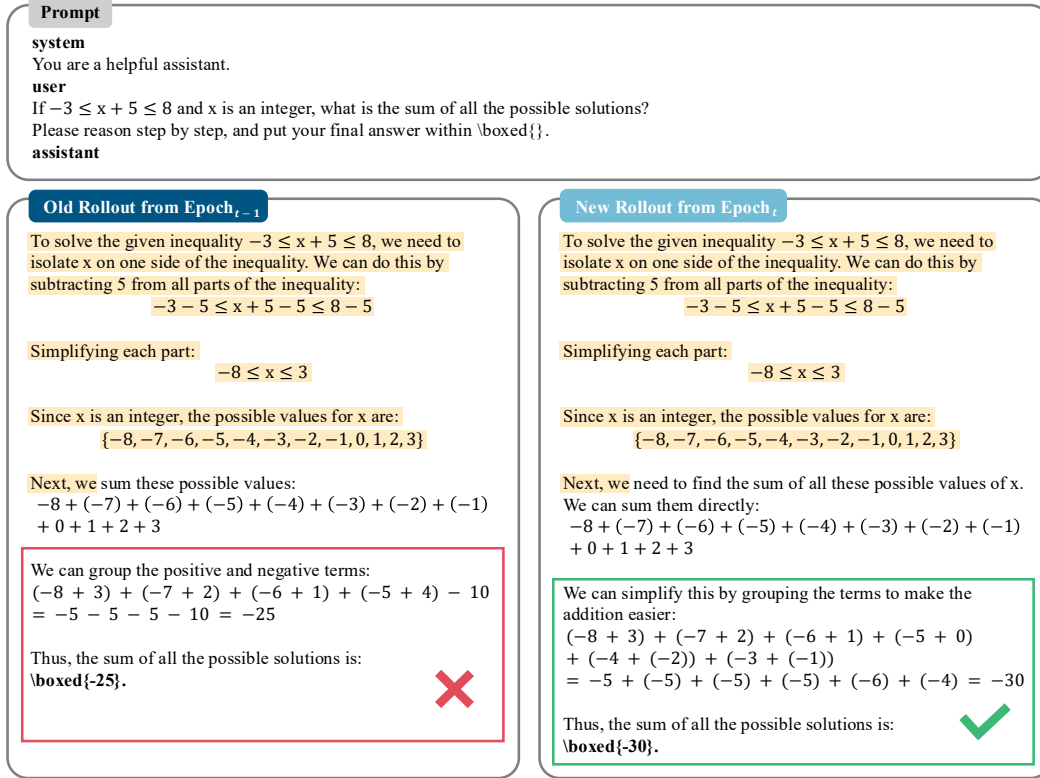 Prompt
system
You are a helpful assistant.
user
If −3 ≤ x + 5 ≤ 8 and x is an integer, what is the sum of all the possible solutions?
Please reason step by step, and put your final answer within \boxed{}.
assistant
Old Rollout from Epoch t − 1
To solve the given inequality −3 ≤ x + 5 ≤ 8, we need to
isolate x on one side of the inequality. We can do this by
subtracting 5 from all parts of the inequality:
−3 − 5 ≤ x + 5 − 5 ≤ 8 − 5
Simplifying each part:
−8 ≤ x ≤ 3
Since x is an integer, the possible values for x are:
{−8, −7, −6, −5, −4, −3, −2, −1, 0, 1, 2, 3}
Next, we sum these possible values:
−8 + (−7) + (−6) + (−5) + (−4) + (−3) + (−2) + (−1)
+ 0 + 1 + 2 + 3
We can group the positive and negative terms:
(−8 + 3) + (−7 + 2) + (−6 + 1) + (−5 + 4) − 10
= −5 − 5 − 5 − 10 = −25
Thus, the sum of all the possible solutions is:
\boxed{-25}.
New Rollout from Epoch t
To solve the given inequality −3 ≤ x + 5 ≤ 8, we need to
isolate x on one side of the inequality. We can do this by
subtracting 5 from all parts of the inequality:
−3 − 5 ≤ x + 5 − 5 ≤ 8 − 5
Simplifying each part:
−8 ≤ x ≤ 3
Since x is an integer, the possible values for x are:
{−8, −7, −6, −5, −4, −3, −2, −1, 0, 1, 2, 3}
Next, we need to find the sum of all these possible values of x.
We can sum them directly:
−8 + (−7) + (−6) + (−5) + (−4) + (−3) + (−2) + (−1)
+ 0 + 1 + 2 + 3
We can simplify this by grouping the terms to make the
addition easier:
(−8 + 3) + (−7 + 2) + (−6 + 1) + (−5 + 0)
+ (−4 + (−2)) + (−3 + (−1))
= −5 + (−5) + (−5) + (−5) + (−6) + (−4) = −30
Thus, the sum of all the possible solutions is:
\boxed{-30}.